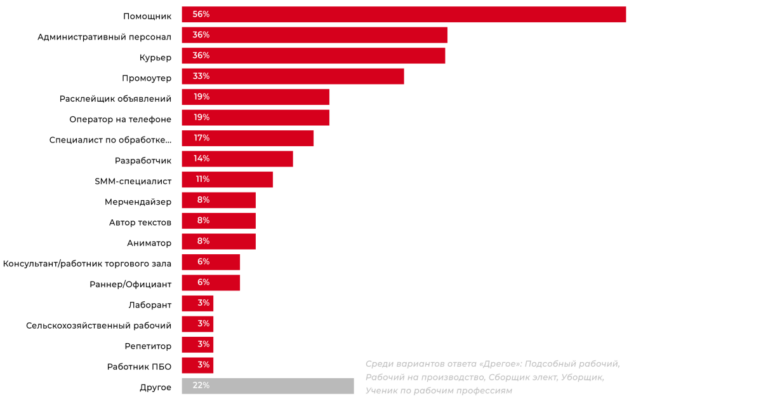 Помощник 56%
Административный персонал 36%
Курьер 36%
Промоутер 33%
Расклейщик объявлений 19%
Оператор на телефоне 19%
Специалист по обработке... 17%
Разработчик 14%
SMM-специалист 11%
Мерчендайзер 8%
Автор текстов 8%
Аниматор 8%
Консультант/работник торгового зала 6%
Раннер/Официант 6%
Лаборант 3%
Сельскохозяйственный рабочий 3%
Репетитор 3%
Работник ПБО 3%
Другое 22%
Среди вариантов ответа «Дрегое»: Подсобный рабочий,
Рабочий на производство, Сборщик элект, Уборщик,
Ученик по рабочим профессиям